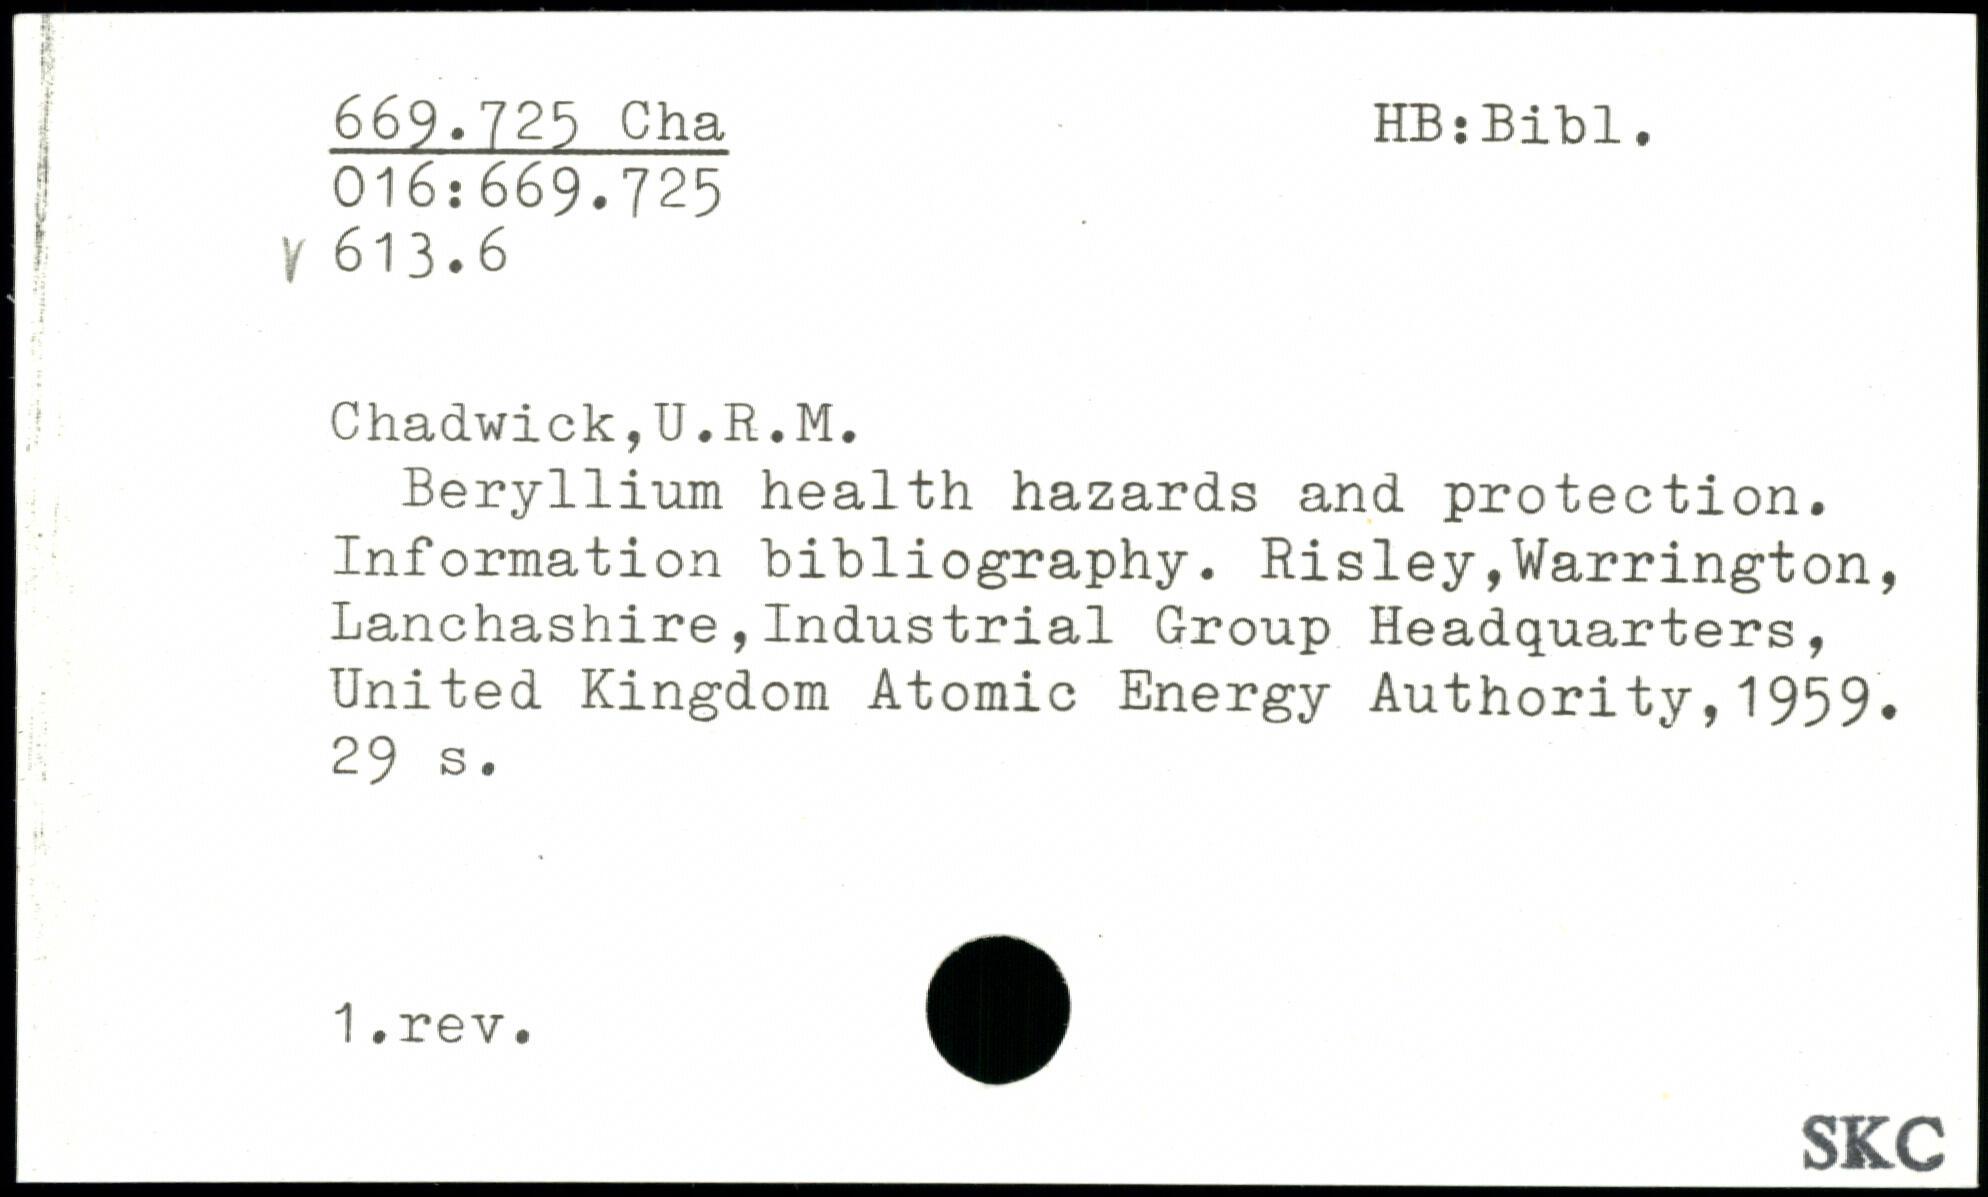 669.725 Cha HB:Bibl.
016:669.725
V 613.6
Chadwick,U.R.M.
Beryllium health hazards and protection.
Information bibliography. Risley,Warrington,
Lanchashire,Industrial Group Headquarters,
United Kingdom Atomic Energy Authority,1959.
29 s.
1.rev.
SKC